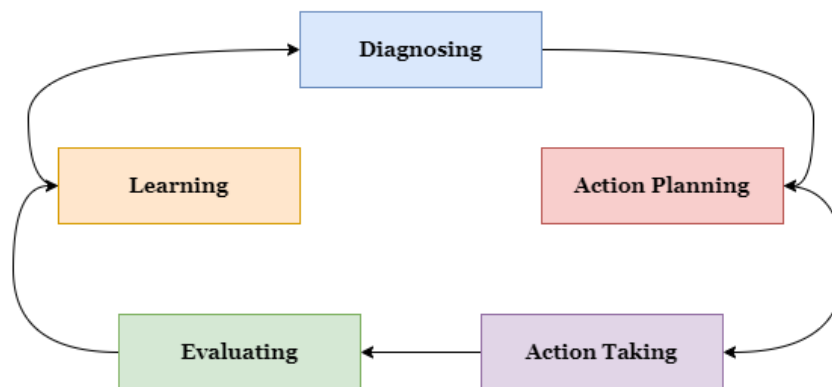 Diagnosing
Learning
Action Planning
Evaluating
Action Taking